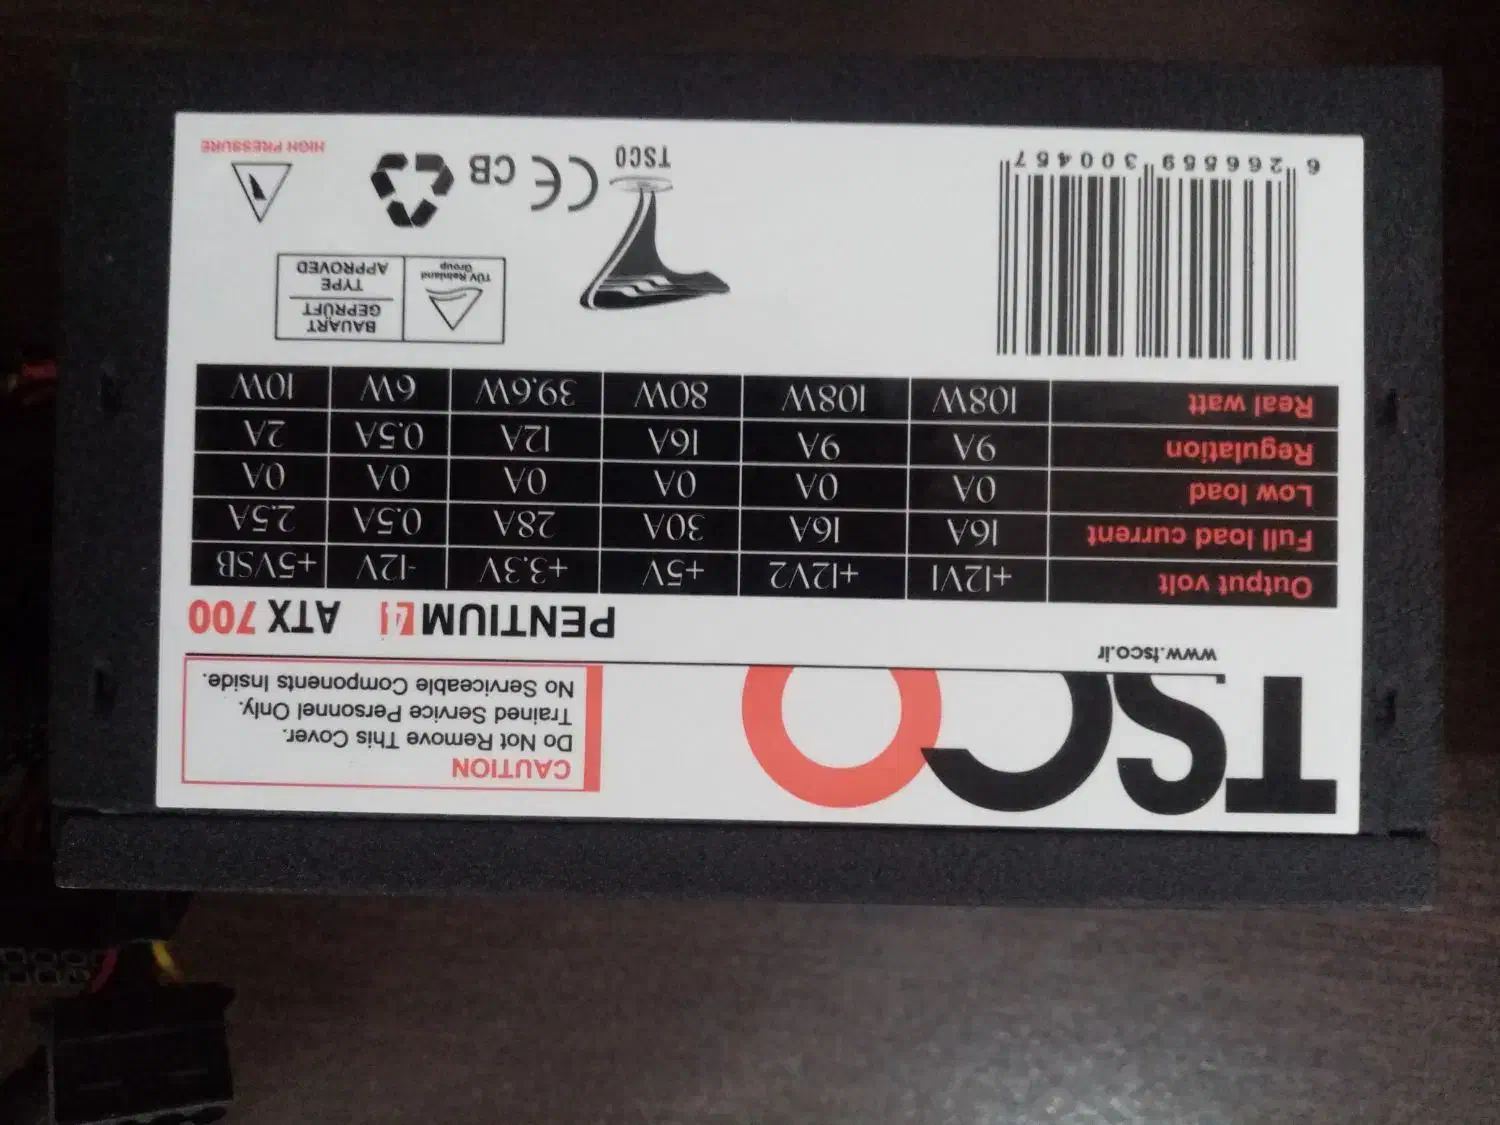 TSCO
www.tsco.ir
CAUTION
Do Not Remove This Cover.
Trained Service Personnel Only.
No Serviceable Components Inside.
PENTIUM 4 ATX 700
Output volt +12V1 +12V2 +5V +3.3V -12V +5VSB
Full load current 16A 16A 30A 28A 0.5A 2.5A
Low load 0A 0A 0A 0A 0A 0A
Regulation 9A 9A 16A 12A 0.5A 2A
Real watt 108W 108W 80W 39.6W 6W 10W
TÜV Rheinland
Group
BAUART
GEPRÜFT
TYPE
APPROVED
6 266559 300457
TSCO
CE CB
HIGH PRESSURE